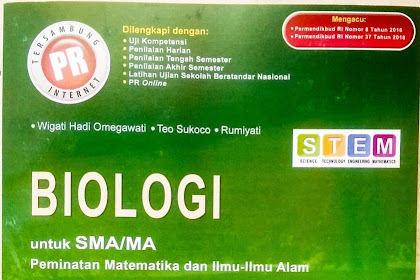 TERSAMBUNG
PR
INTERNET
Dilengkapi dengan:
• Uji Kompetensi
• Penilaian Harian
• Penilaian Tengah Semester
• Penilaian Akhir Semester
• Latihan Ujian Sekolah Berstandar Nasional
• PR Online
Mengacu:
• Permendikbud RI Nomor 8 Tahun 2016
• Permendikbud RI Nomor 37 Tahun 2018
• Wigati Hadi Omegawati • Teo Sukoco • Rumiyati
STEM
SCIENCE TECHNOLOGY ENGINEERING MATHEMATICS
BIOLOGI
untuk SMA/MA
Peminatan Matematika dan Ilmu-Ilmu Alam